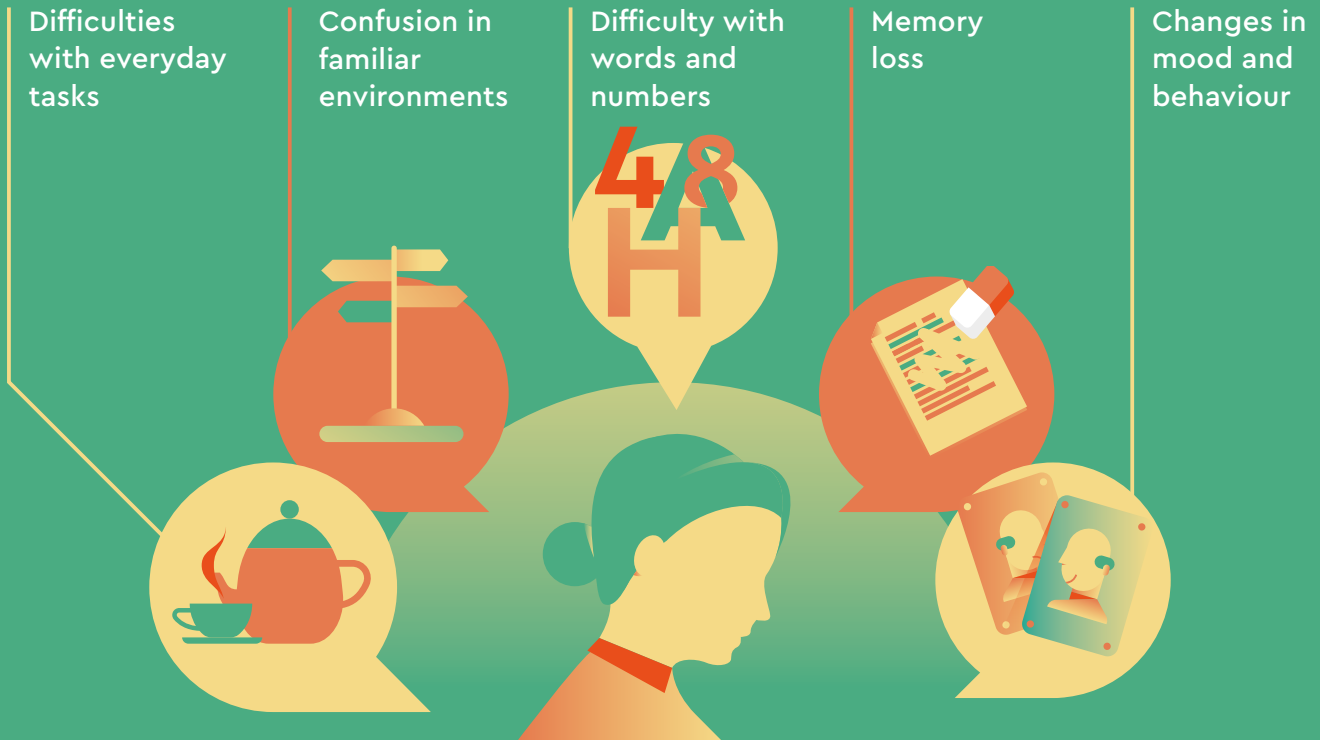 Difficulties
with everyday
tasks
Confusion in
familiar
environments
Difficulty with
words and
numbers
Memory
loss
Changes in
mood and
behaviour
4 A 8
H